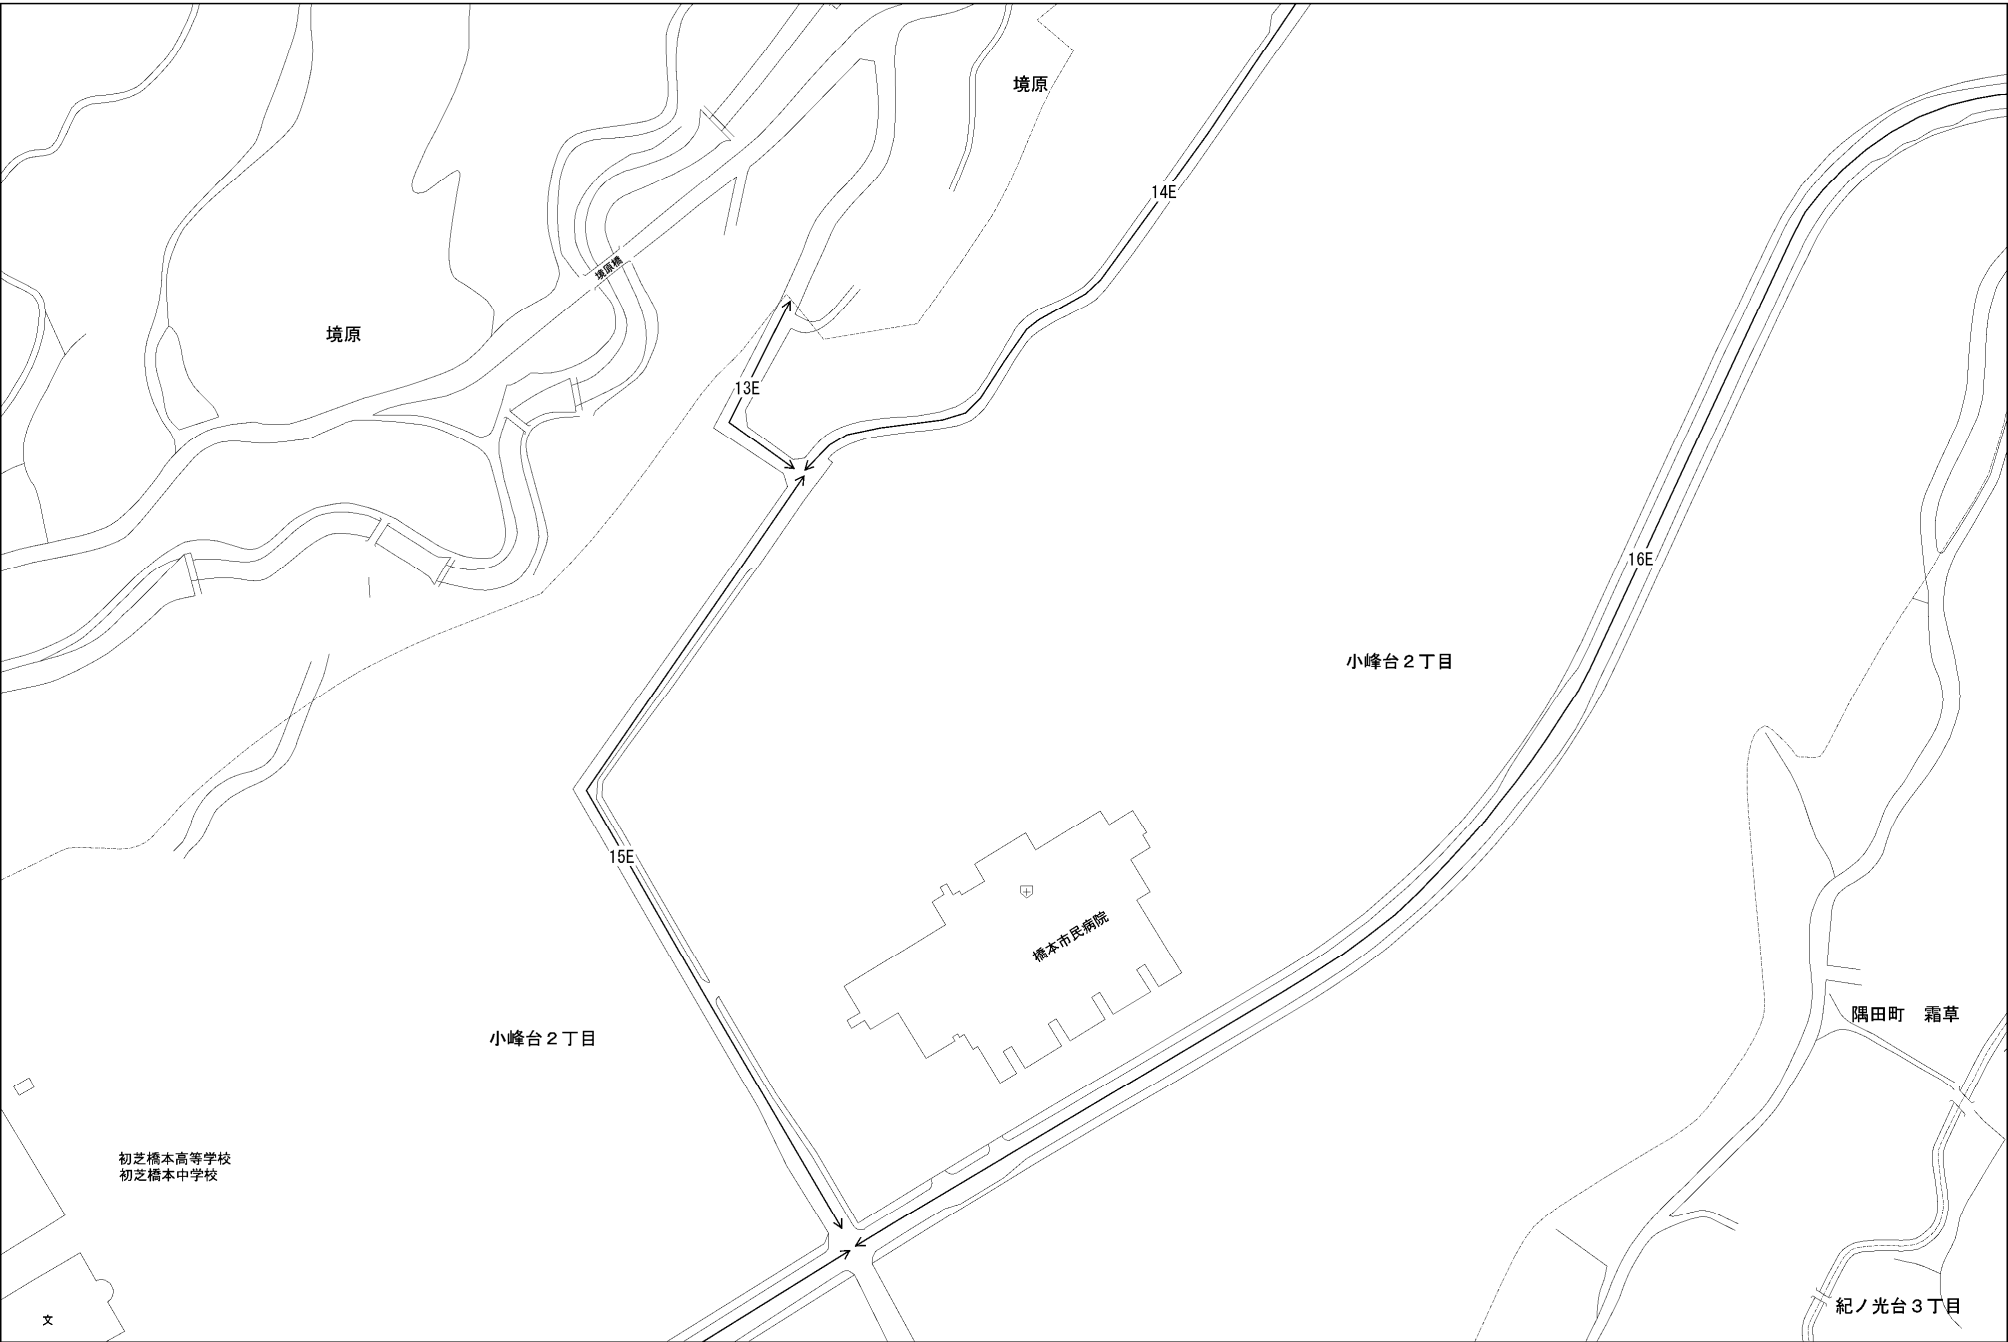 境原
14E
境原橋
境原
13E
16E
小峰台２丁目
15E
橋本市民病院
隅田町　霜草
小峰台２丁目
初芝橋本高等学校
初芝橋本中学校
紀ノ光台３丁目
文